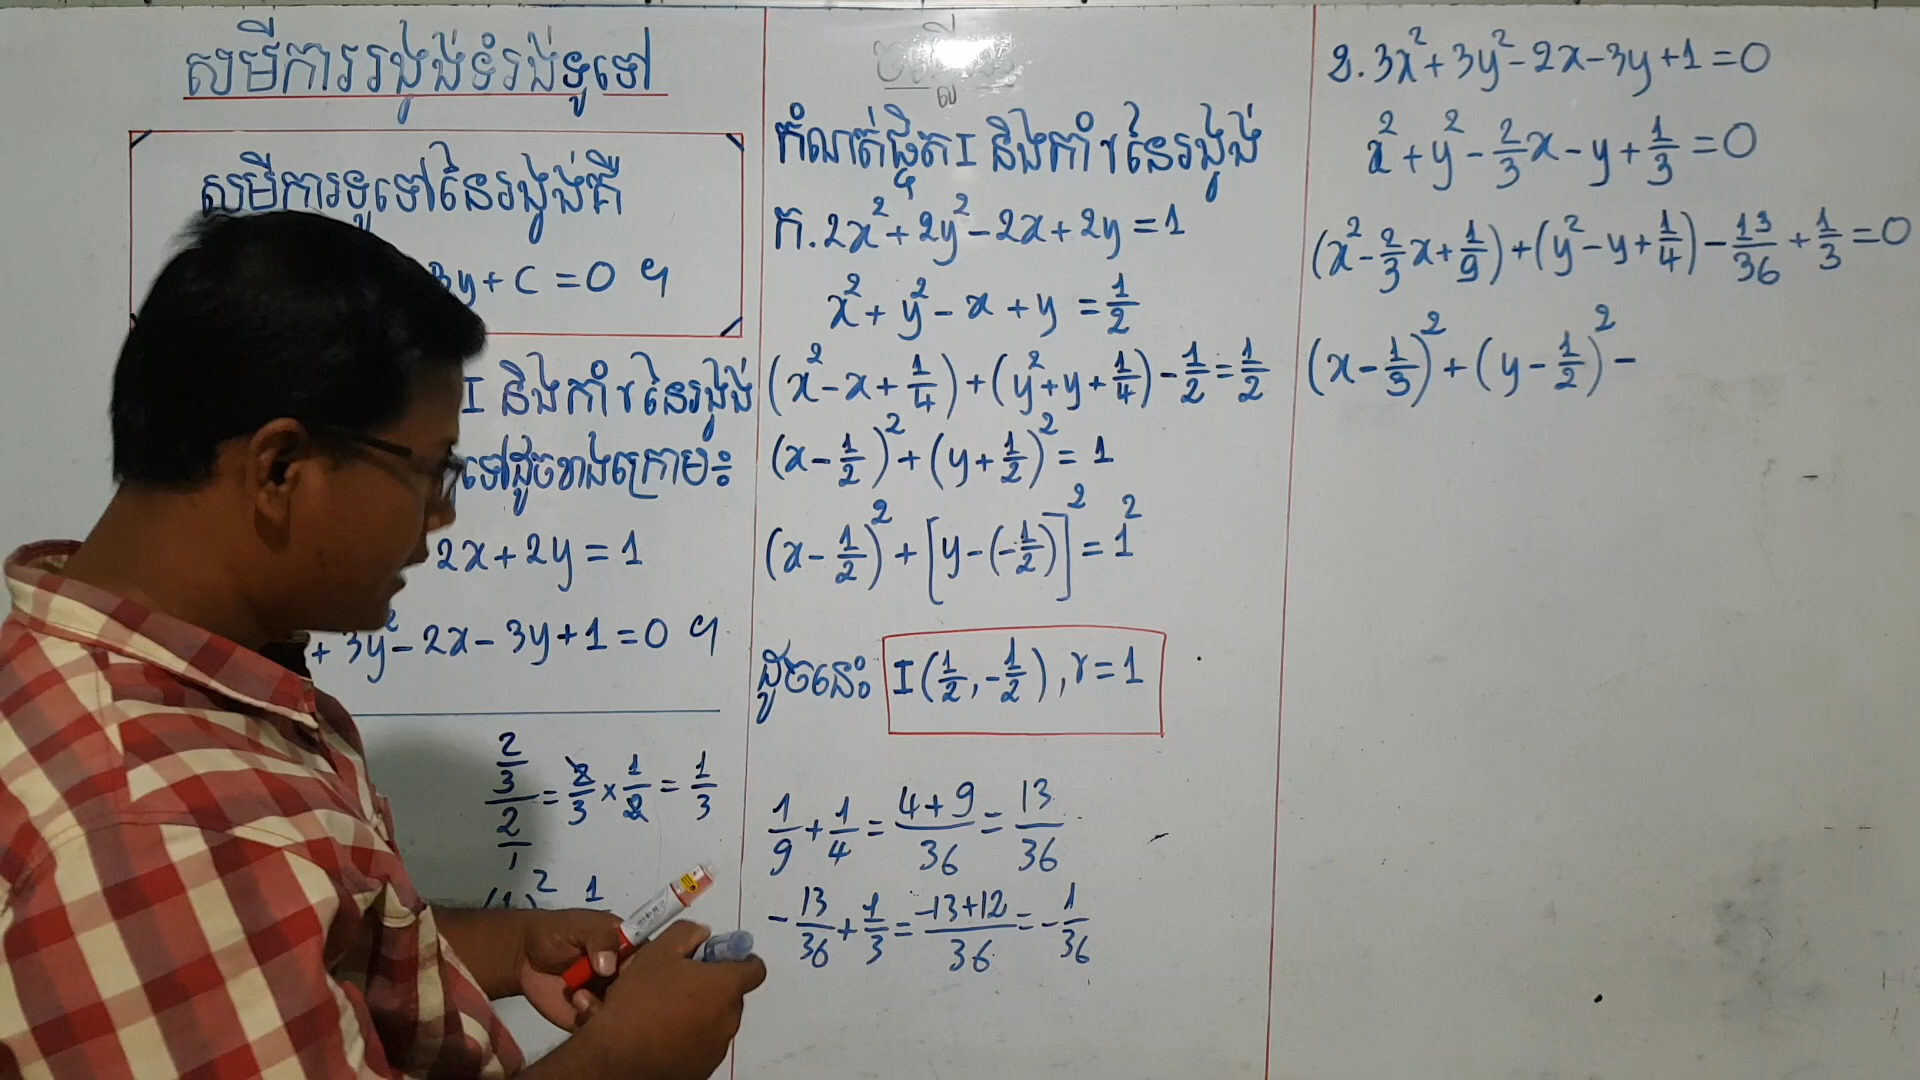 សមីការរង្វង់ទំរង់ទូទៅ
សមីការទូទៅនៃរង្វង់គឺ
3y + C = 0 ។
I និងកាំ r នៃរង្វង់
ទៅដូចខាងក្រោម៖
2x + 2y = 1
+ 3y² - 2x - 3y + 1 = 0 ។
(2/3)/(2/1) = 2/3 × 1/2 = 1/3
កំណត់ផ្ចិត I និងកាំ r នៃរង្វង់
ក. 2x² + 2y² - 2x + 2y = 1
x² + y² - x + y = 1/2
(x² - x + 1/4) + (y² + y + 1/4) - 1/2 = 1/2
(x - 1/2)² + (y + 1/2)² = 1
(x - 1/2)² + [y - (-1/2)]² = 1²
ដូចនេះ I(1/2, -1/2), r = 1
1/9 + 1/4 = (4+9)/36 = 13/36
-13/36 + 1/3 = (-13+12)/36 = -1/36
ខ. 3x² + 3y² - 2x - 3y + 1 = 0
x² + y² - 2/3x - y + 1/3 = 0
(x² - 2/3x + 1/9) + (y² - y + 1/4) - 13/36 + 1/3 = 0
(x - 1/3)² + (y - 1/2)² -